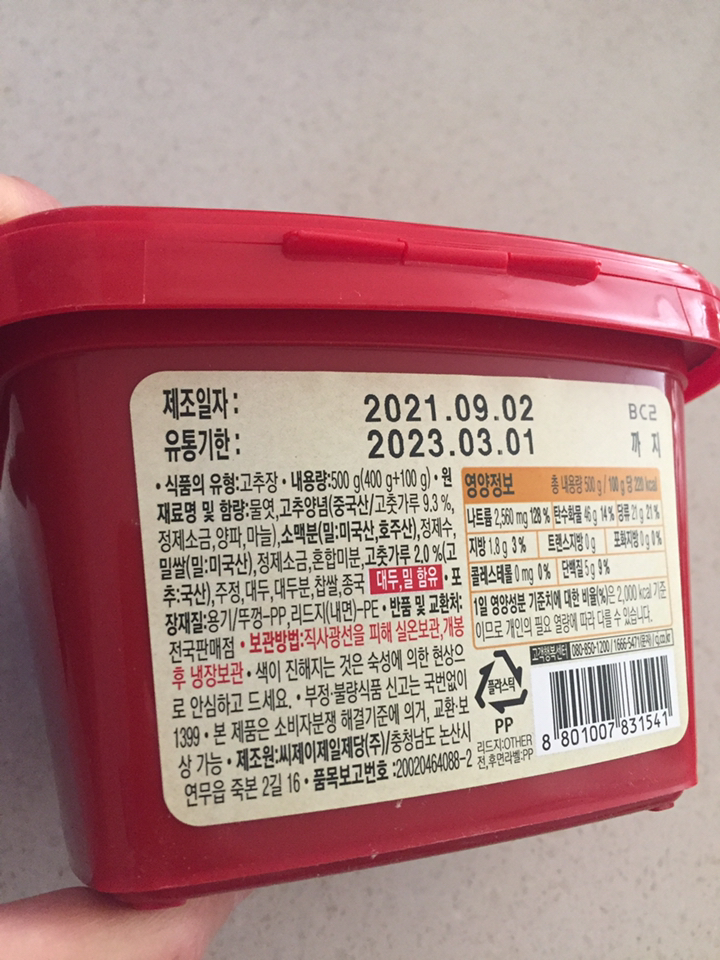 제조일자: 2021.09.02 BC2
유통기한: 2023.03.01 까지
• 식품의 유형:고추장 • 내용량:500 g(400 g+100 g) • 원
재료명 및 함량:물엿,고추양념(중국산/고춧가루 9.3 %,
정제소금, 양파, 마늘), 소맥분(밀:미국산,호주산),정제수,
밀쌀(밀:미국산),정제소금,혼합미분,고춧가루 2.0 %(고
추:국산),주정,대두,대두분,찹쌀,종국 대두,밀 함유 • 포
장재질:용기/뚜껑-PP,리드지(내면)-PE • 반품 및 교환처:
전국판매점 • 보관방법:직사광선을 피해 실온보관,개봉
후 냉장보관 • 색이 진해지는 것은 숙성에 의한 현상으
로 안심하고 드세요. • 부정·불량식품 신고는 국번없이
1399 • 본 제품은 소비자분쟁 해결기준에 의거, 교환·보
상 가능 • 제조원:씨제이제일제당(주)/충청남도 논산시
연무읍 죽본 2길 16 • 품목보고번호 :20020464088-2
영양정보 총 내용량 500 g / 100 g 당 220 kcal
나트륨 2,560 mg 128 % 탄수화물 46 g 14 % 당류 21 g 21 %
지방 1.8 g 3 % 트랜스지방 0 g 포화지방 0 g 0 %
콜레스테롤 0 mg 0% 단백질 5 g 9%
1일 영양성분 기준치에 대한 비율(%)은 2,000 kcal 기준
이므로 개인의 필요 열량에 따라 다를 수 있습니다.
고객행복센터 080-850-1200 / 1668-5471(문자) / cj.co.kr
플라스틱
PP
리드지:OTHER
전,후면라벨:PP
8 801007 831541